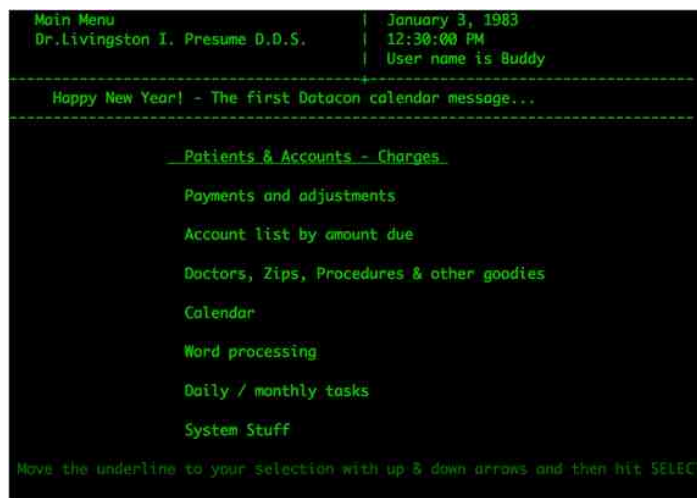 Main Menu | January 3, 1983
Dr.Livingston I. Presume D.D.S. | 12:30:00 PM
| User name is Buddy
Happy New Year! - The first Datacon calendar message...
Patients & Accounts - Charges
Payments and adjustments
Account list by amount due
Doctors, Zips, Procedures & other goodies
Calendar
Word processing
Daily / monthly tasks
System Stuff
Move the underline to your selection with up & down arrows and then hit SELEC